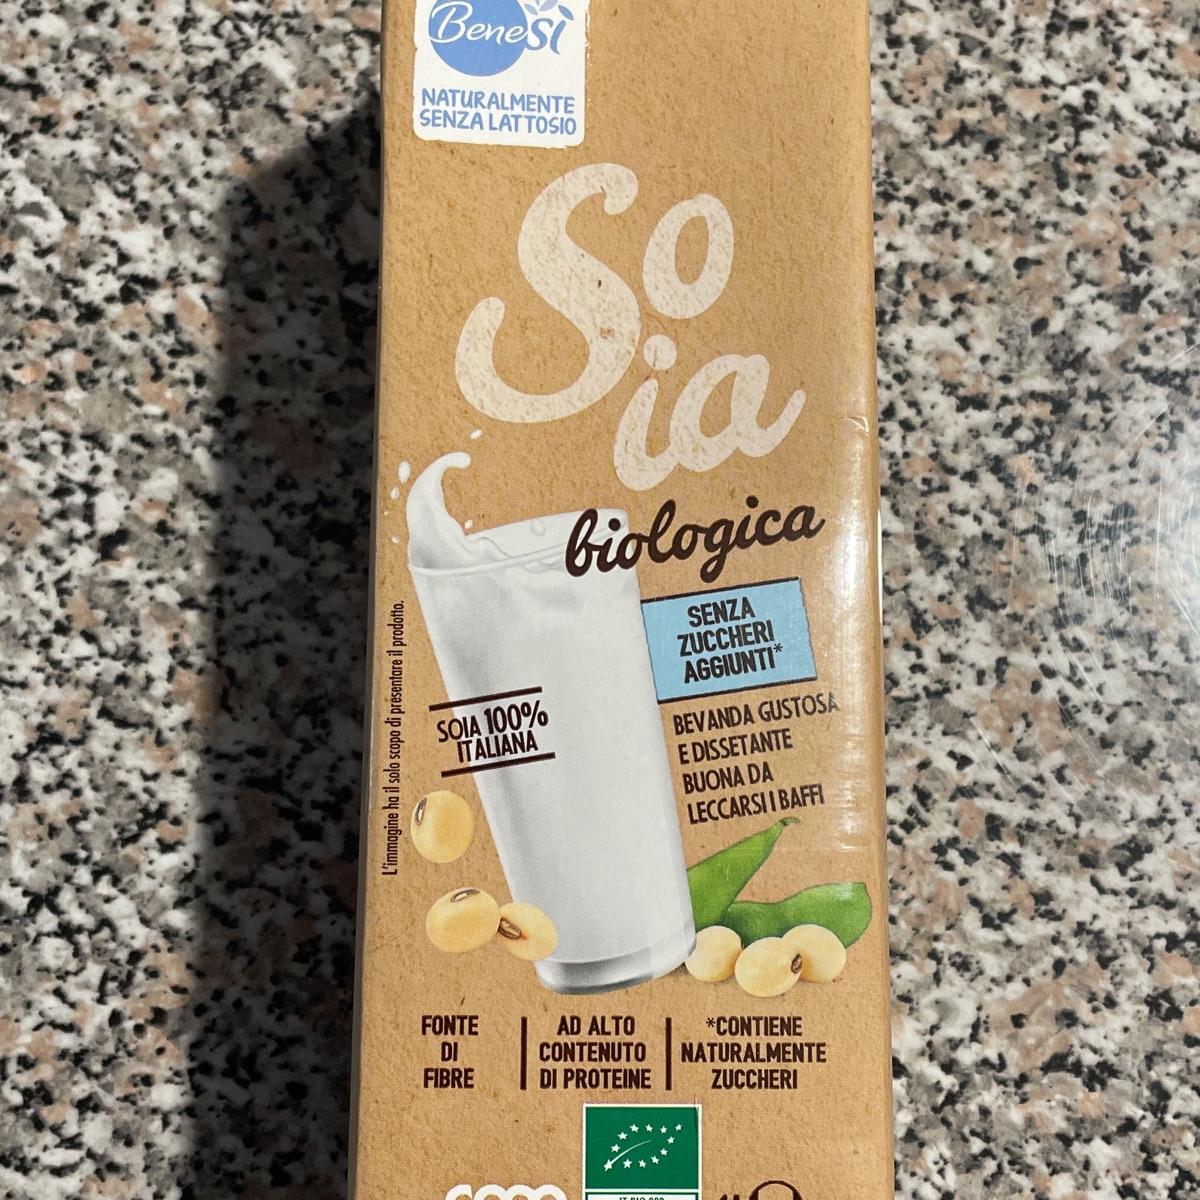 BeneSì
NATURALMENTE
SENZA LATTOSIO
So
ia
biologica
SENZA
ZUCCHERI
AGGIUNTI*
BEVANDA GUSTOSA
E DISSETANTE
BUONA DA
LECCARSI I BAFFI
SOIA 100%
ITALIANA
L'immagine ha il solo scopo di presentare il prodotto.
FONTE
DI
FIBRE
AD ALTO
CONTENUTO
DI PROTEINE
*CONTIENE
NATURALMENTE
ZUCCHERI